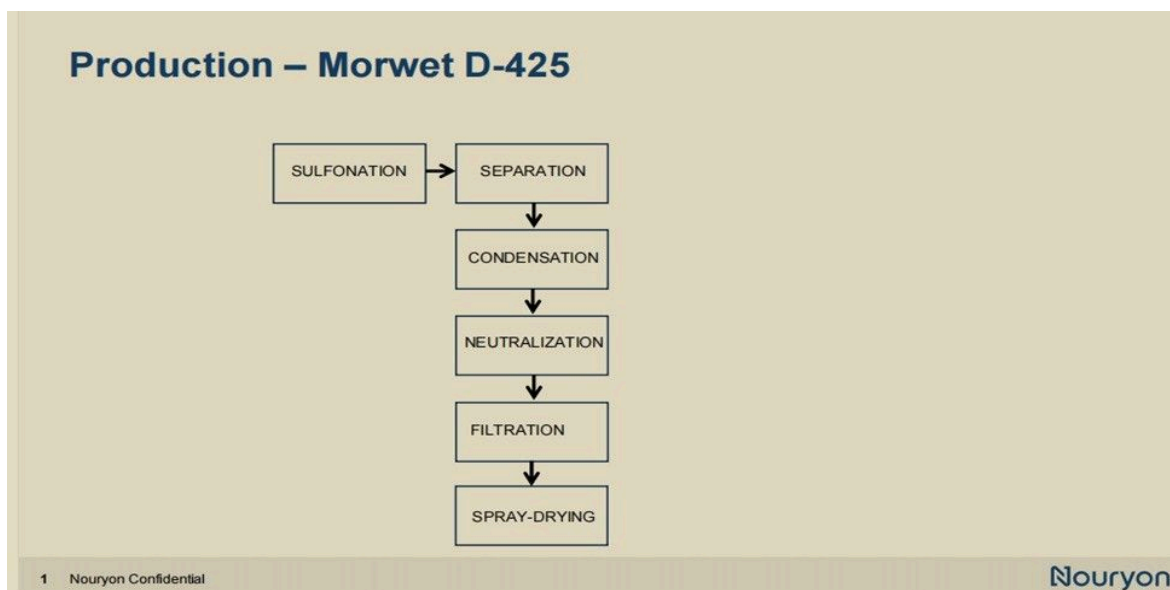 Production – Morwet D-425
SULFONATION
SEPARATION
CONDENSATION
NEUTRALIZATION
FILTRATION
SPRAY-DRYING
1 Nouryon Confidential
Nouryon